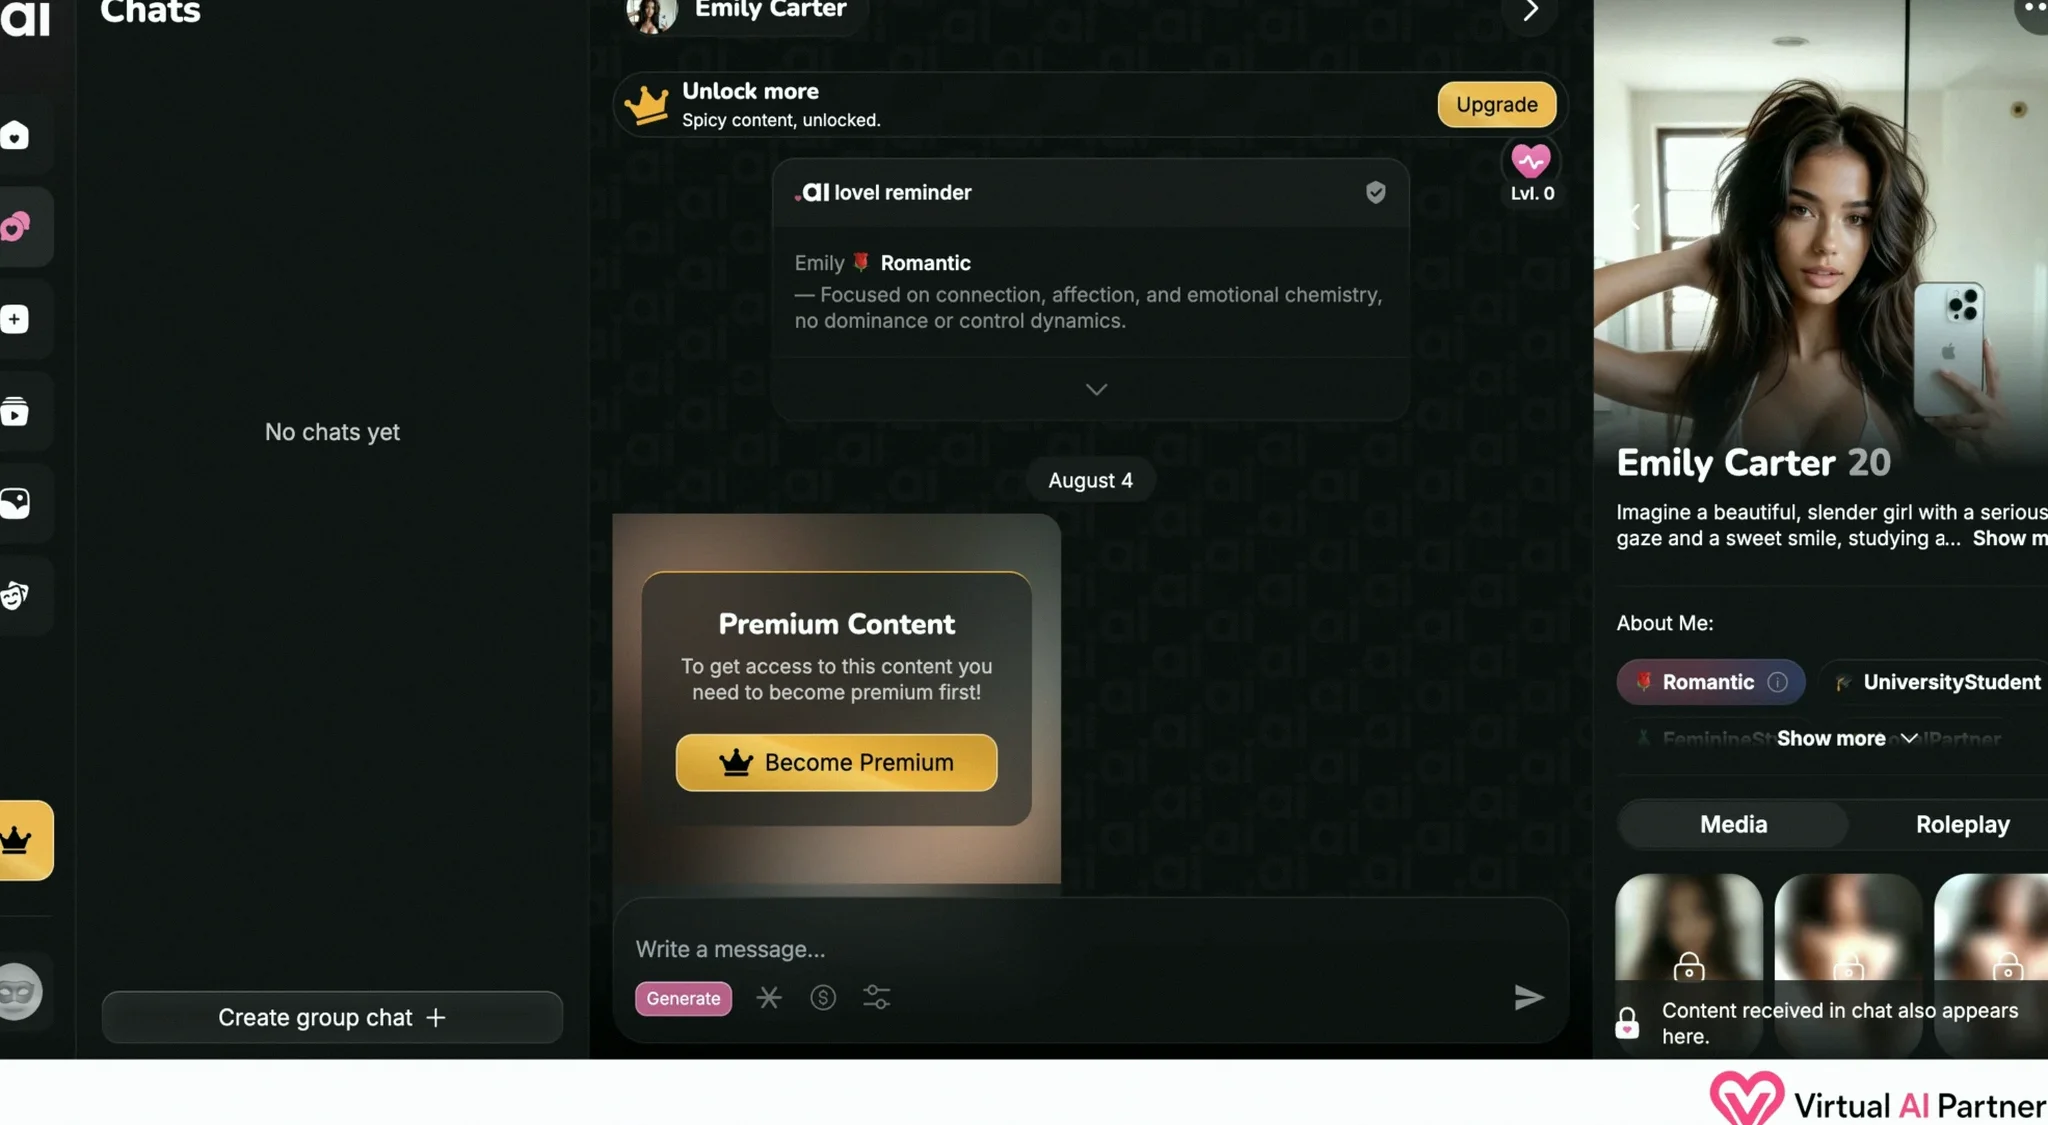 ai
Chats
No chats yet
Create group chat +
Emily Carter
Unlock more
Spicy content, unlocked.
Upgrade
Lvl. 0
.ai lovel reminder
Emily 🌹 Romantic
— Focused on connection, affection, and emotional chemistry,
no dominance or control dynamics.
August 4
Premium Content
To get access to this content you
need to become premium first!
Become Premium
Write a message...
Generate
Emily Carter 20
Imagine a beautiful, slender girl with a serious
gaze and a sweet smile, studying a... Show m
About Me:
Romantic
UniversityStudent
Show more
Media
Roleplay
Content received in chat also appears
here.
Virtual AI Partner